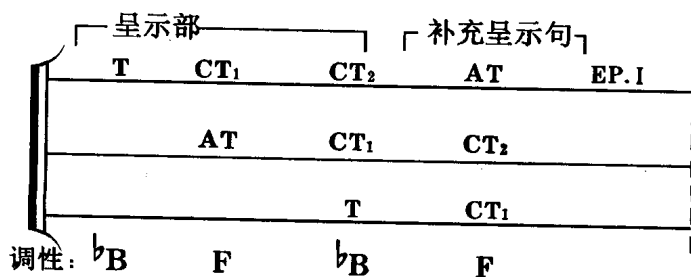 呈示部 补充呈示句
T CT₁ CT₂ AT EP.I
AT CT₁ CT₂
T CT₁
调性: ♭B F ♭B F